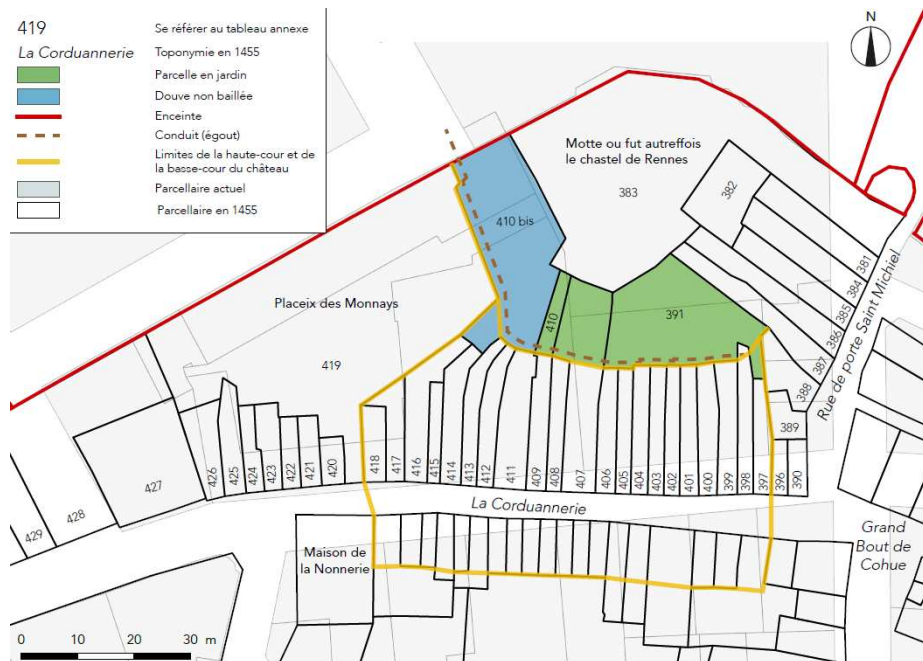 419 Se référer au tableau annexe
La Corduannerie Toponymie en 1455
Parcelle en jardin
Douve non baillée
Enceinte
Conduit (égout)
Limites de la haute-cour et de
la basse-cour du château
Parcellaire actuel
Parcellaire en 1455
N
Motte ou fut autreffois
le chastel de Rennes
383
382
410 bis
381
384
385
386
387
388
389
Rue de porte Saint Michiel
410
391
Placeix des Monnays
419
429
428
427
426
425
424
423
422
421
420
418
417
416
415
414
413
412
411
409
408
407
406
405
404
403
402
401
400
399
398
397
396
390
La Corduannerie
Maison de
la Nonnerie
Grand
Bout de
Cohue
0 10 20 30 m